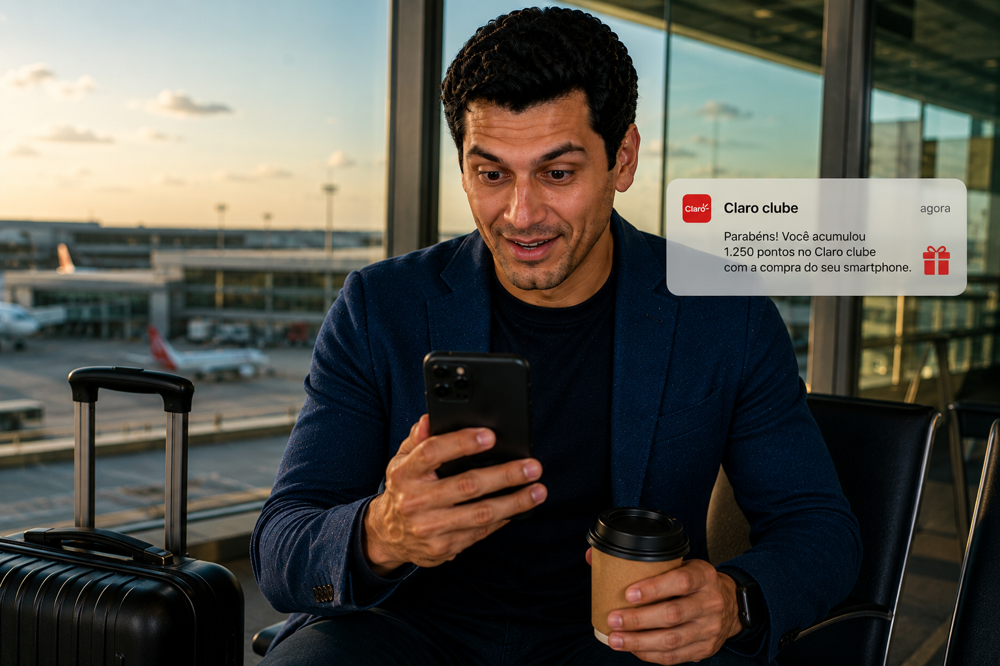 Claro
Claro clube
agora
Parabéns! Você acumulou
1.250 pontos no Claro clube
com a compra do seu smartphone.